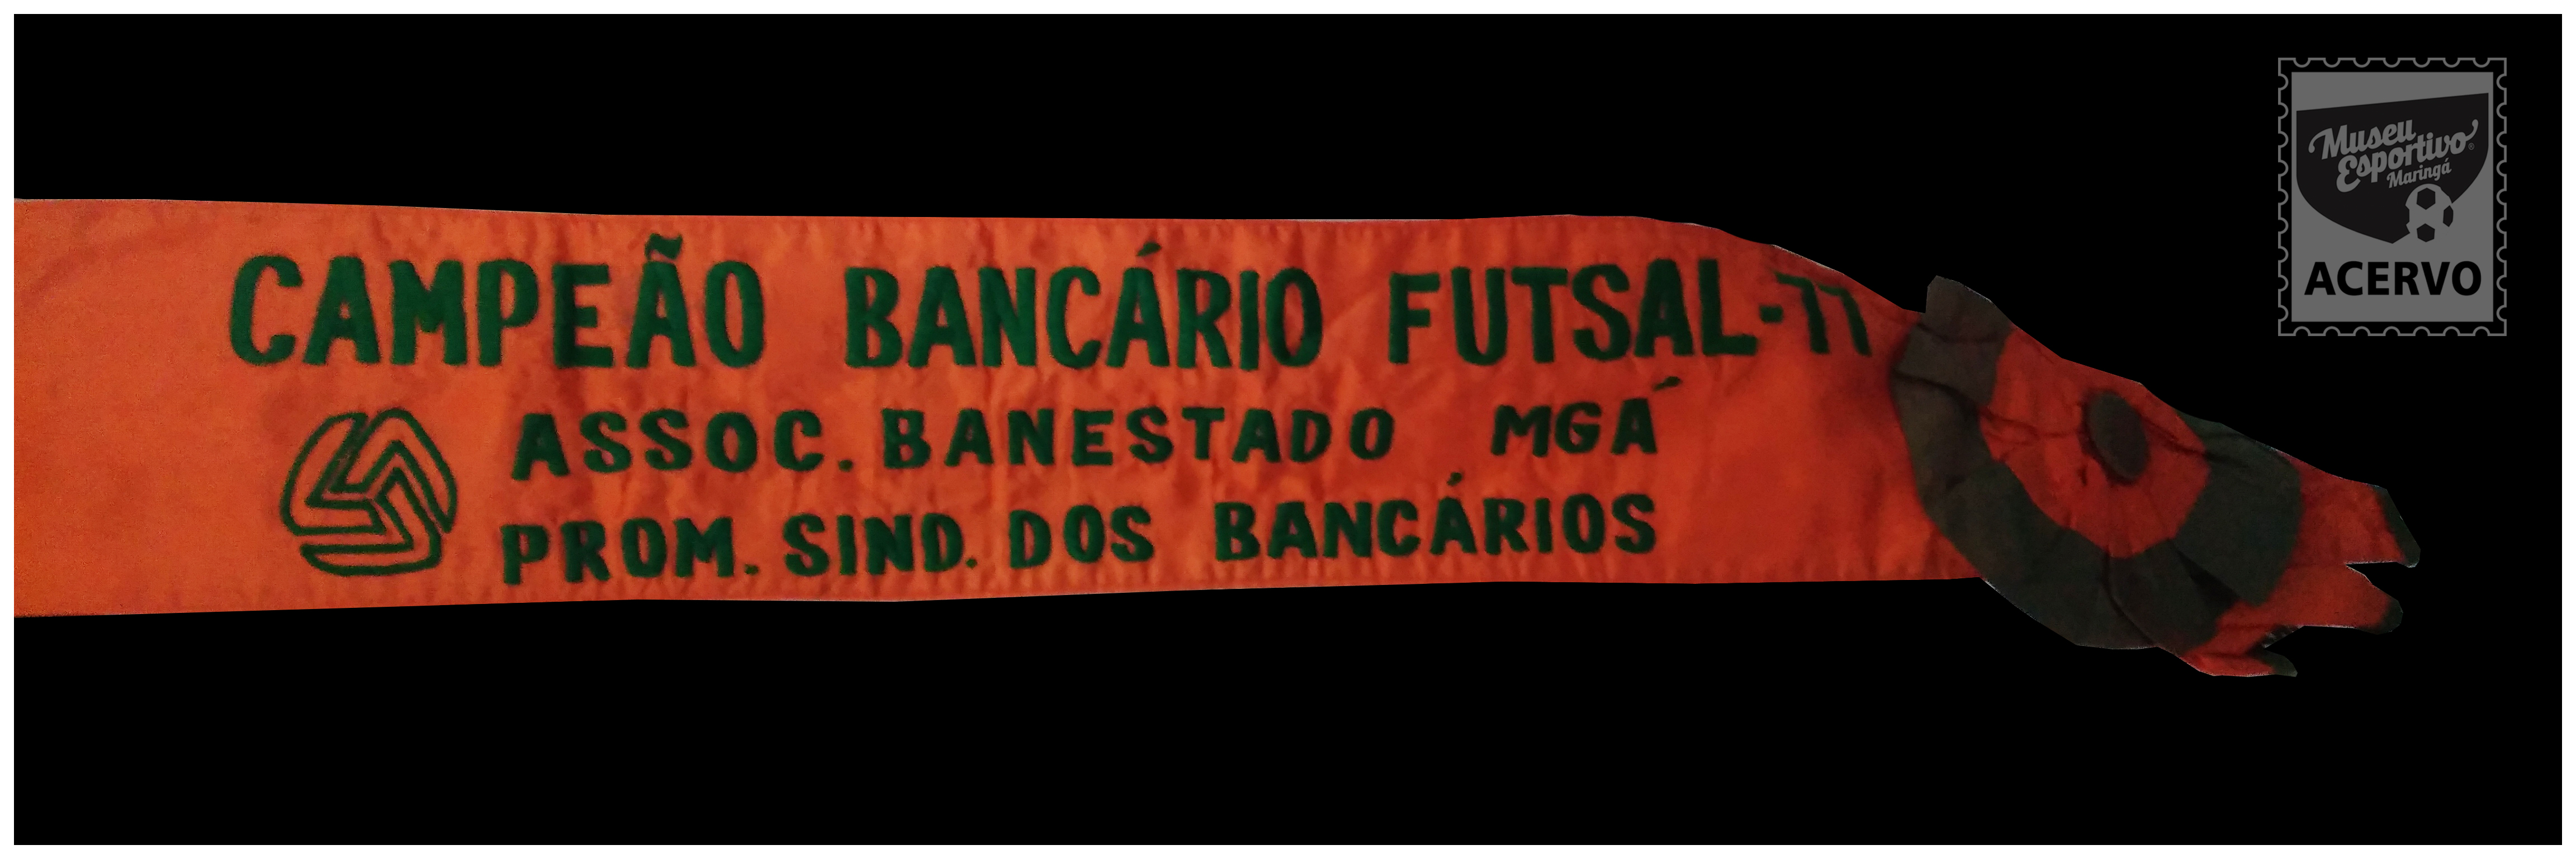 CAMPEÃO BANCÁRIO FUTSAL-77
ASSOC. BANESTADO MGÁ
PROM. SIND. DOS BANCÁRIOS
Museu
Esportivo®
Maringá
ACERVO